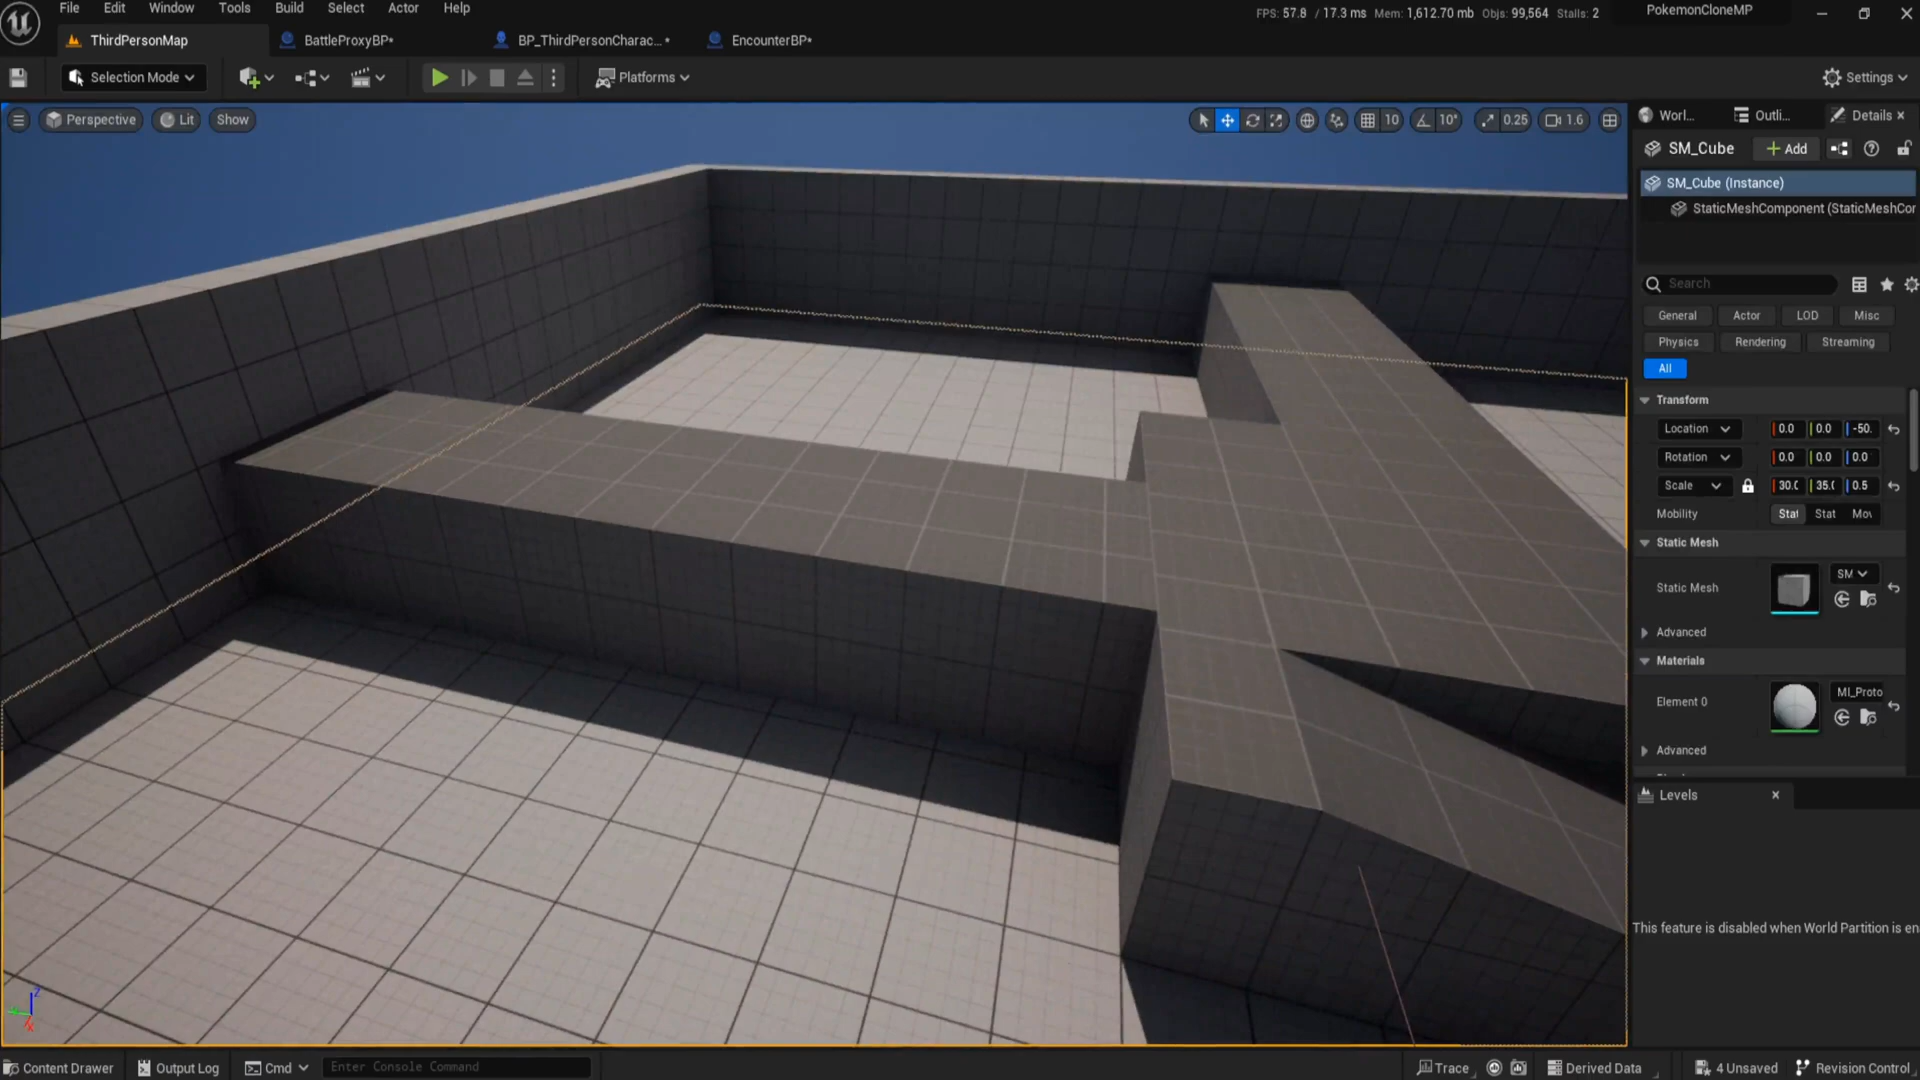 File Edit Window Tools Build Select Actor Help
FPS: 57.8 / 17.3 ms Mem: 1,612.70 mb Objs: 99,564 Stalls: 2
PokemonCloneMP
ThirdPersonMap
BattleProxyBP*
BP_ThirdPersonCharac... *
EncounterBP*
Selection Mode
Platforms
Settings
Perspective
Lit
Show
10
10°
0.25
1.6
Worl...
Outli...
Details
SM_Cube
+ Add
SM_Cube (Instance)
StaticMeshComponent (StaticMeshCor
Search
General Actor LOD Misc
Physics Rendering Streaming
All
Transform
Location 0.0 0.0 -50.
Rotation 0.0 0.0 0.0
Scale 30.0 35.0 0.5
Mobility Stat Stat Mov
Static Mesh
Static Mesh SM
Advanced
Materials
Element 0 MI_Proto
Advanced
Levels
This feature is disabled when World Partition is en
z
x
Content Drawer
Output Log
Cmd
Enter Console Command
Trace
Derived Data
4 Unsaved
Revision Control